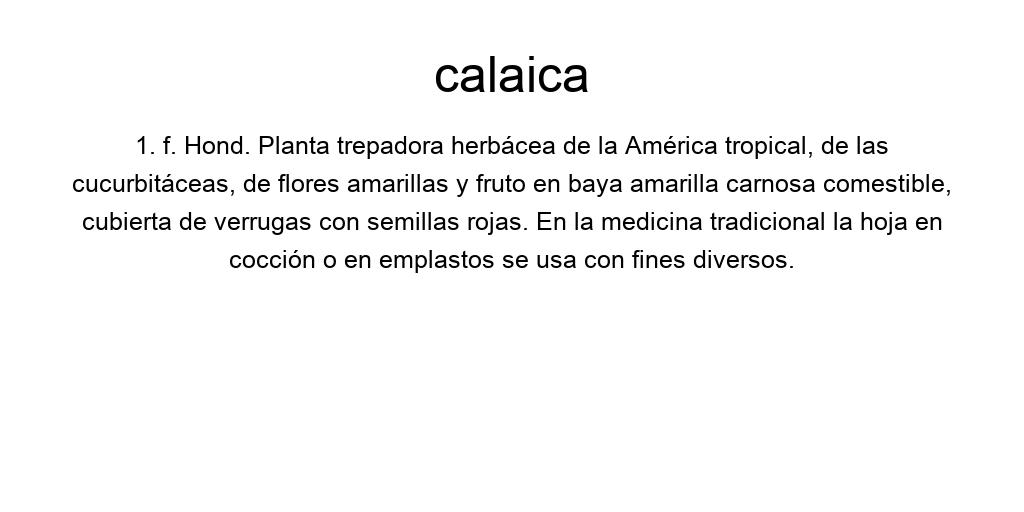 calaica
1. f. Hond. Planta trepadora herbácea de la América tropical, de las
cucurbitáceas, de flores amarillas y fruto en baya amarilla carnosa comestible,
cubierta de verrugas con semillas rojas. En la medicina tradicional la hoja en
cocción o en emplastos se usa con fines diversos.